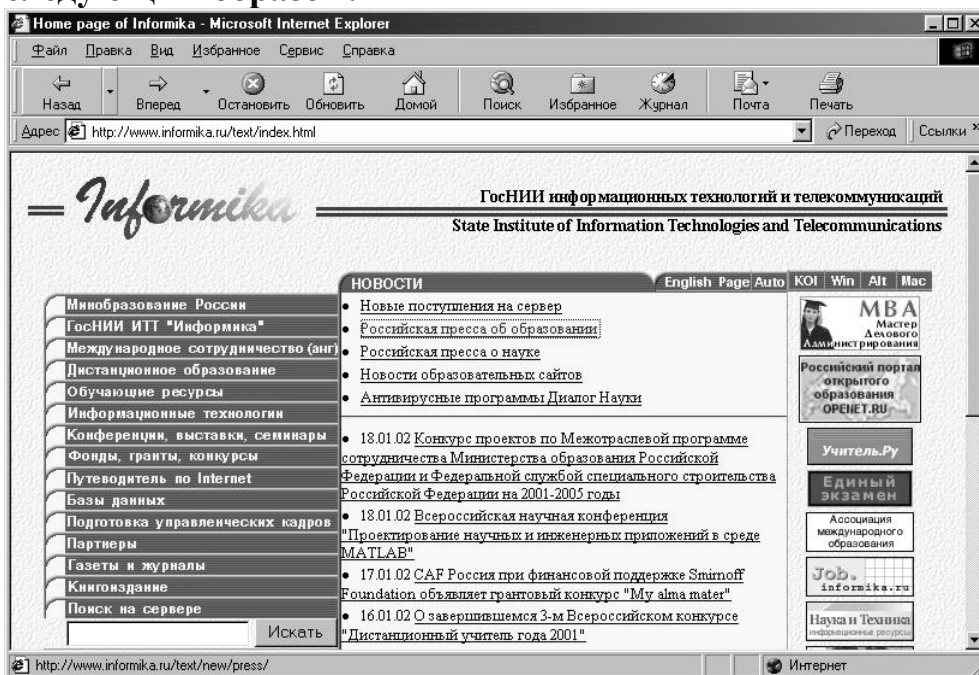 Home page of Informika - Microsoft Internet Explorer
Файл Правка Вид Избранное Сервис Справка
Назад Вперед Остановить Обновить Домой Поиск Избранное Журнал Почта Печать
Адрес http://www.informika.ru/text/index.html Переход Ссылки »
Informika
ГосНИИ информационных технологий и телекоммуникаций
State Institute of Information Technologies and Telecommunications
НОВОСТИ English Page Auto KOI Win Alt Mac
Минобразование России
ГосНИИ ИТТ "Информика"
Международное сотрудничество (анг)
Дистанционное образование
Обучающие ресурсы
Информационные технологии
Конференции, выставки, семинары
Фонды, гранты, конкурсы
Путеводитель по Internet
Базы данных
Подготовка управленческих кадров
Партнеры
Газеты и журналы
Книгоиздание
Поиск на сервере
Искать
• Новые поступления на сервер
• Российская пресса об образовании
• Российская пресса о науке
• Новости образовательных сайтов
• Антивирусные программы Диалог Науки
• 18.01.02 Конкурс проектов по Межотраслевой программе
сотрудничества Министерства образования Российской
Федерации и Федеральной службой специального строительства
Российской Федерации на 2001-2005 годы
• 18.01.02 Всероссийская научная конференция
"Проектирование научных и инженерных приложений в среде
MATLAB"
• 17.01.02 CAF Россия при финансовой поддержке Smirnoff
Foundation объявляет грантовый конкурс "My alma mater"
• 16.01.02 О завершившемся 3-м Всероссийском конкурсе
"Дистанционный учитель года 2001"
MBA
Мастер
Делового
Администрирования
Российский портал
открытого
образования
OPENET.RU
Учитель.Ру
Единый
экзамен
Ассоциация
международного
образования
Job.
informika.ru
Наука и Техника
информационные ресурсы
http://www.informika.ru/text/new/press/ Интернет